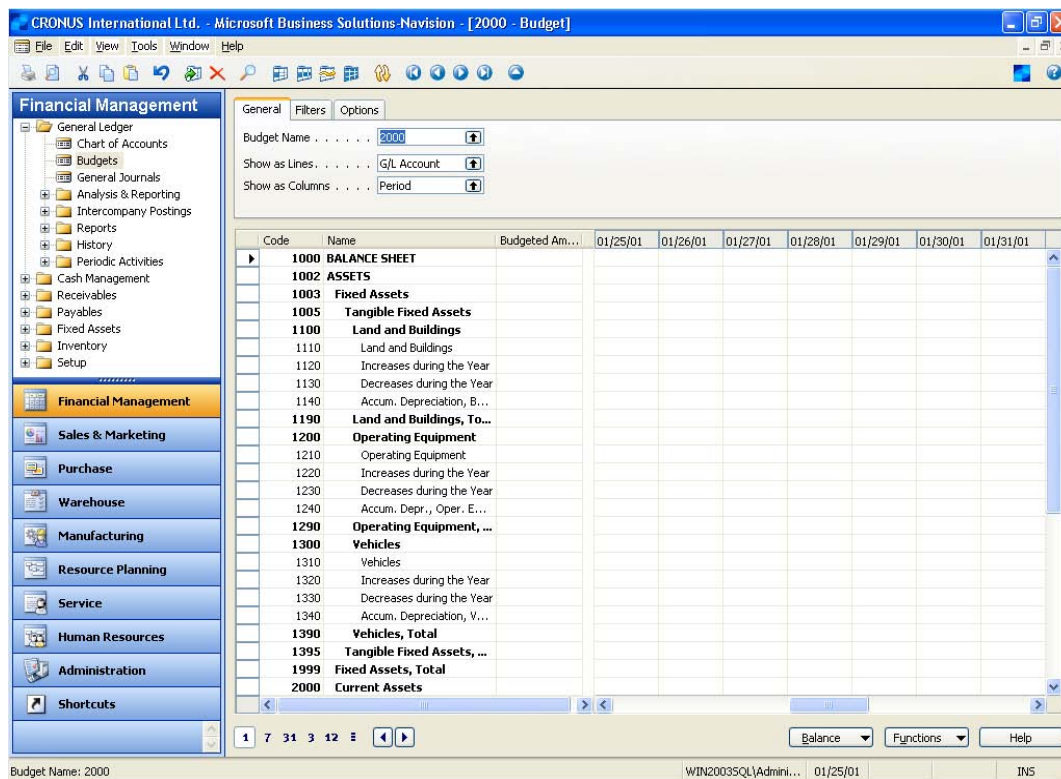 CRONUS International Ltd. - Microsoft Business Solutions-Navision - [2000 - Budget]
File Edit View Tools Window Help
Financial Management
General Ledger
Chart of Accounts
Budgets
General Journals
Analysis & Reporting
Intercompany Postings
Reports
History
Periodic Activities
Cash Management
Receivables
Payables
Fixed Assets
Inventory
Setup
Financial Management
Sales & Marketing
Purchase
Warehouse
Manufacturing
Resource Planning
Service
Human Resources
Administration
Shortcuts
General Filters Options
Budget Name . . . . . . 2000
Show as Lines. . . . . . G/L Account
Show as Columns . . . . Period
Code Name Budgeted Am... 01/25/01 01/26/01 01/27/01 01/28/01 01/29/01 01/30/01 01/31/01
1000 BALANCE SHEET
1002 ASSETS
1003 Fixed Assets
1005 Tangible Fixed Assets
1100 Land and Buildings
1110 Land and Buildings
1120 Increases during the Year
1130 Decreases during the Year
1140 Accum. Depreciation, B...
1190 Land and Buildings, To...
1200 Operating Equipment
1210 Operating Equipment
1220 Increases during the Year
1230 Decreases during the Year
1240 Accum. Depr., Oper. E...
1290 Operating Equipment, ...
1300 Vehicles
1310 Vehicles
1320 Increases during the Year
1330 Decreases during the Year
1340 Accum. Depreciation, V...
1390 Vehicles, Total
1395 Tangible Fixed Assets, ...
1999 Fixed Assets, Total
2000 Current Assets
1 7 31 3 12
Balance Functions Help
Budget Name: 2000 WIN2003SQL\Admini... 01/25/01 INS